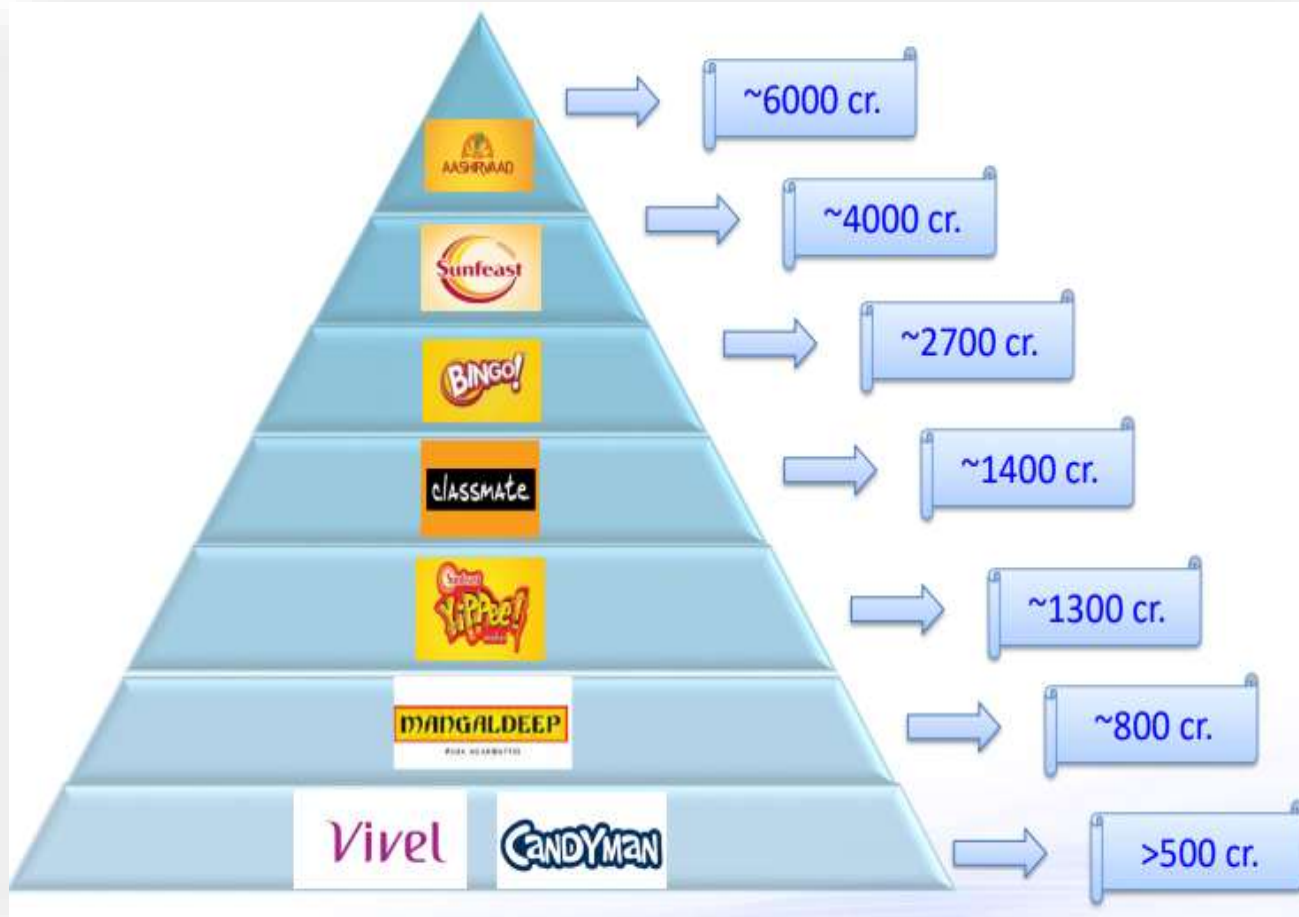 ~6000 cr.
AASHIRVAAD
~4000 cr.
Sunfeast
~2700 cr.
BINGO!
~1400 cr.
classmate
~1300 cr.
Sunfeast
YiPPee!
~800 cr.
MANGALDEEP
>500 cr.
Vivel
CANDYMAN